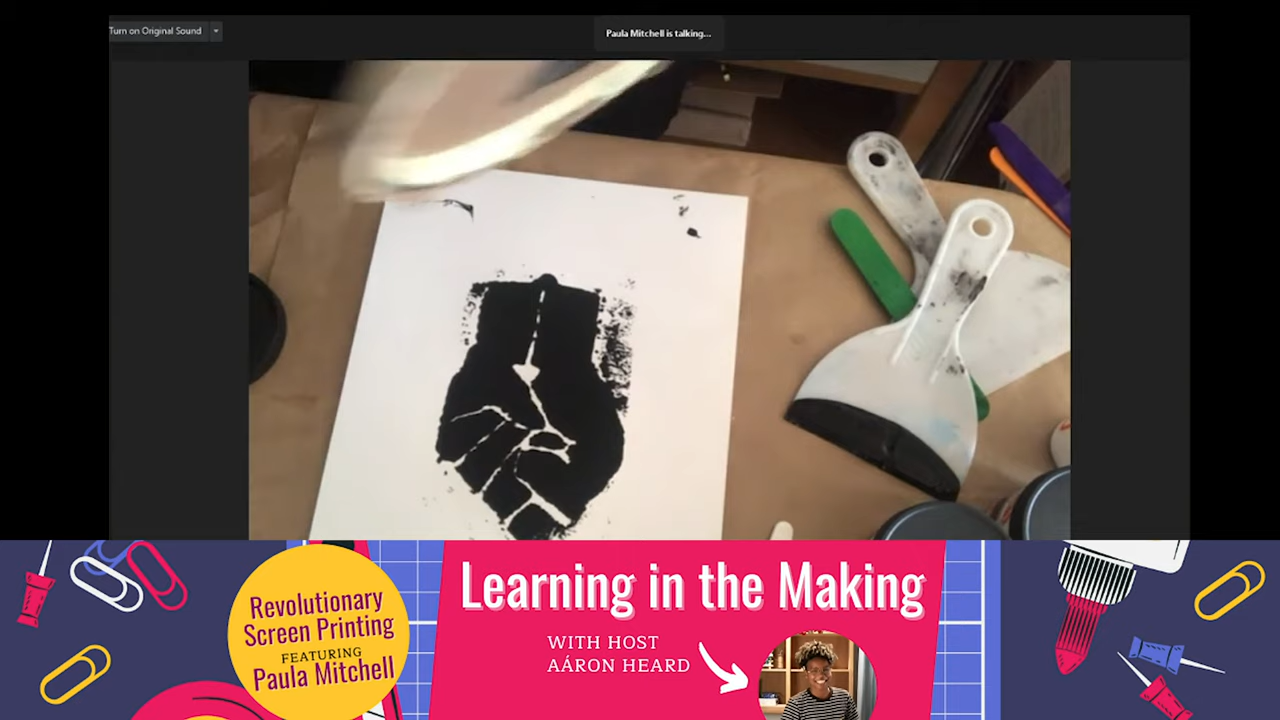 Turn on Original Sound
Paula Mitchell is talking...
Revolutionary
Screen Printing
FEATURING
Paula Mitchell
Learning in the Making
WITH HOST
AÁRON HEARD